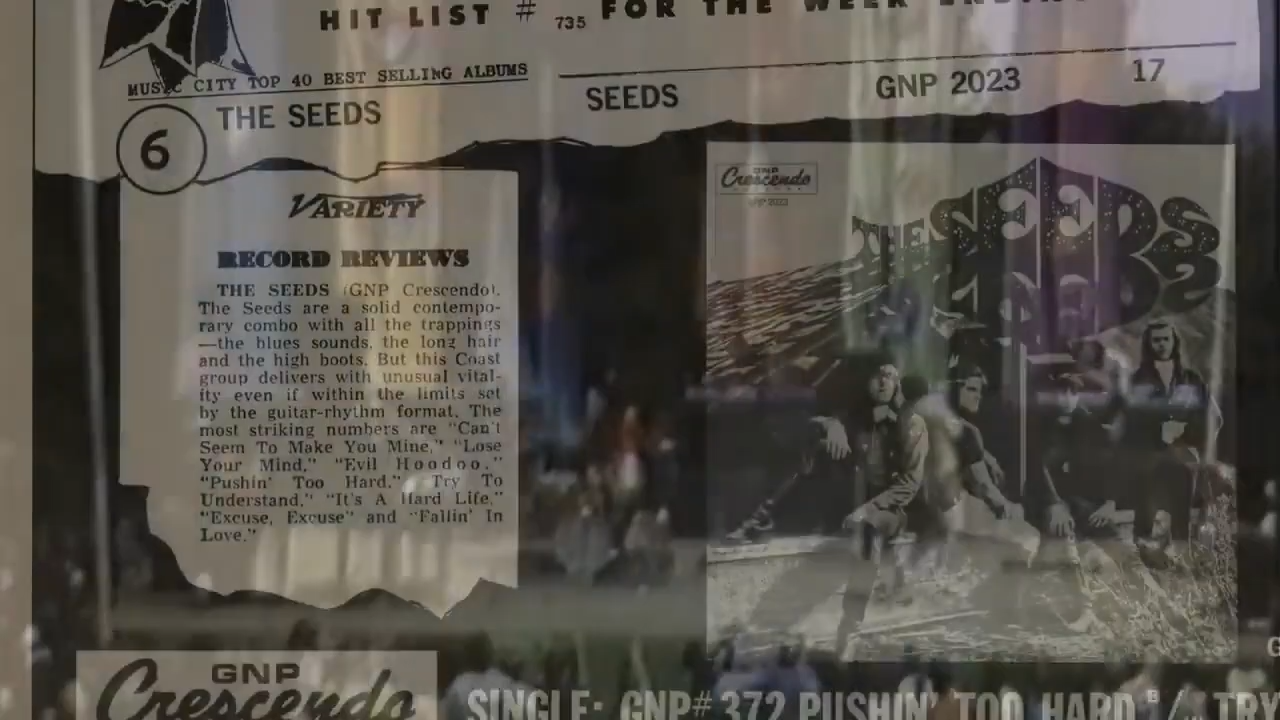 HIT LIST # 735 FOR THE WEEK ENDING
MUSIC CITY TOP 40 BEST SELLING ALBUMS
6 THE SEEDS SEEDS GNP 2023 17
VARIETY
RECORD REVIEWS
THE SEEDS (GNP Crescendo).
The Seeds are a solid contempo-
rary combo with all the trappings
—the blues sounds, the long hair
and the high boots. But this Coast
group delivers with unusual vital-
ity even if within the limits set
by the guitar-rhythm format. The
most striking numbers are "Can't
Seem To Make You Mine," "Lose
Your Mind," "Evil Hoodoo,"
"Pushin' Too Hard," "Try To
Understand," "It's A Hard Life,"
"Excuse, Excuse" and "Fallin' In
Love."
GNP
Crescendo
GNP 2023
THE SEEDS
GNP
Crescendo
SINGLE: GNP# 372 PUSHIN' TOO HARD B/ TRY